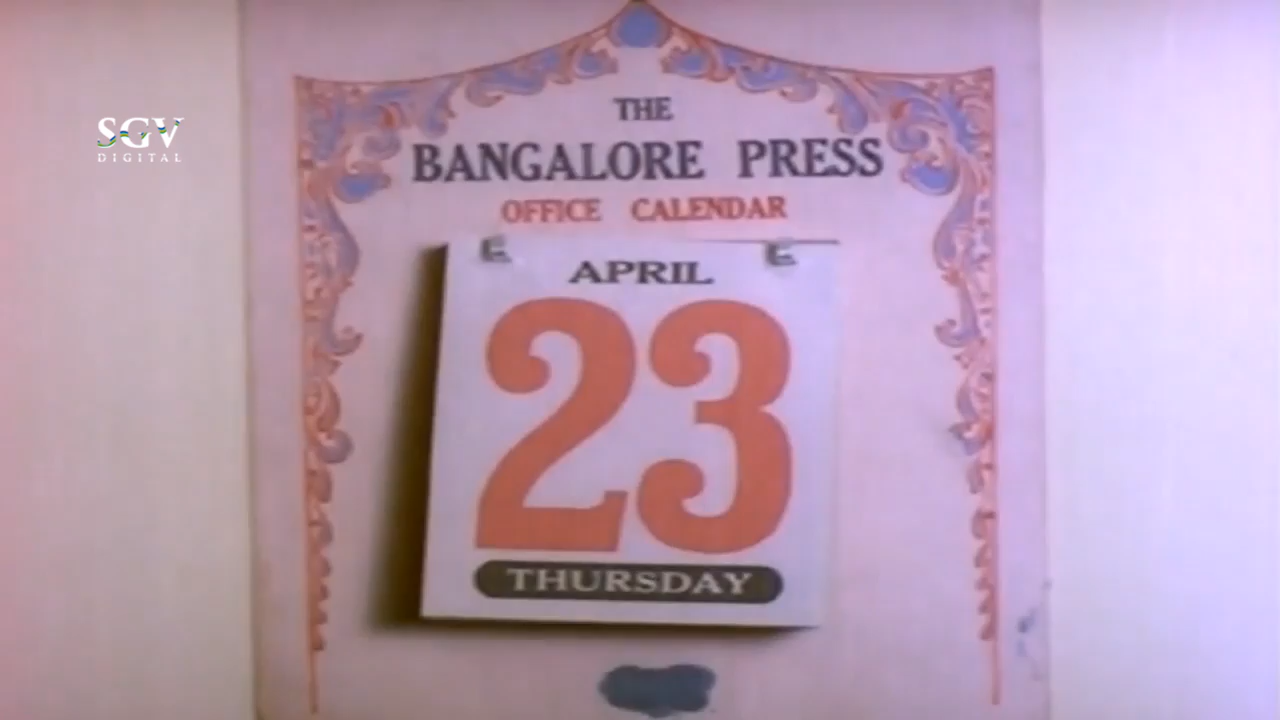 SGV
DIGITAL
THE
BANGALORE PRESS
OFFICE CALENDAR
APRIL
23
THURSDAY